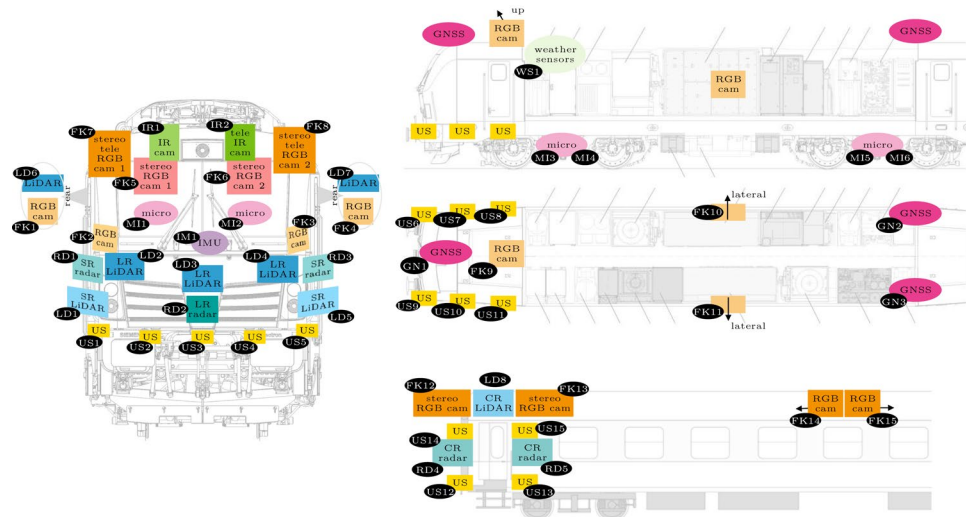 FK7
IR1
IR2
FK8
stereo
tele
RGB
cam 1
IR
cam
tele
IR
cam
stereo
tele
RGB
cam 2
LD6
LiDAR
rear
FK5
stereo
RGB
cam 1
FK6
stereo
RGB
cam 2
LD7
LiDAR
rear
RGB
cam
FK1
micro
MI1
micro
MI2
RGB
cam
FK4
FK2
RGB
cam
IM1
IMU
FK3
RGB
cam
RD1
SR
radar
LD2
LR
LiDAR
LD3
LR
LiDAR
LD4
LR
LiDAR
RD3
SR
radar
SR
LiDAR
LD1
RD2
LR
radar
SR
LiDAR
LD5
US
US1
US
US2
US
US3
US
US4
US
US5
up
GNSS
RGB
cam
weather
sensors
WS1
GNSS
RGB
cam
US
US
US
micro
MI3
MI4
micro
MI5
MI6
US
US6
US
US7
US
US8
lateral
FK10
GNSS
GN2
GNSS
GN1
RGB
cam
FK9
US
US9
US
US10
US
US11
FK11
lateral
GNSS
GN3
FK12
LD8
FK13
stereo
RGB cam
CR
LiDAR
stereo
RGB cam
RGB
cam
RGB
cam
FK14
FK15
US
US14
US
US15
CR
radar
RD4
CR
radar
RD5
US
US12
US
US13